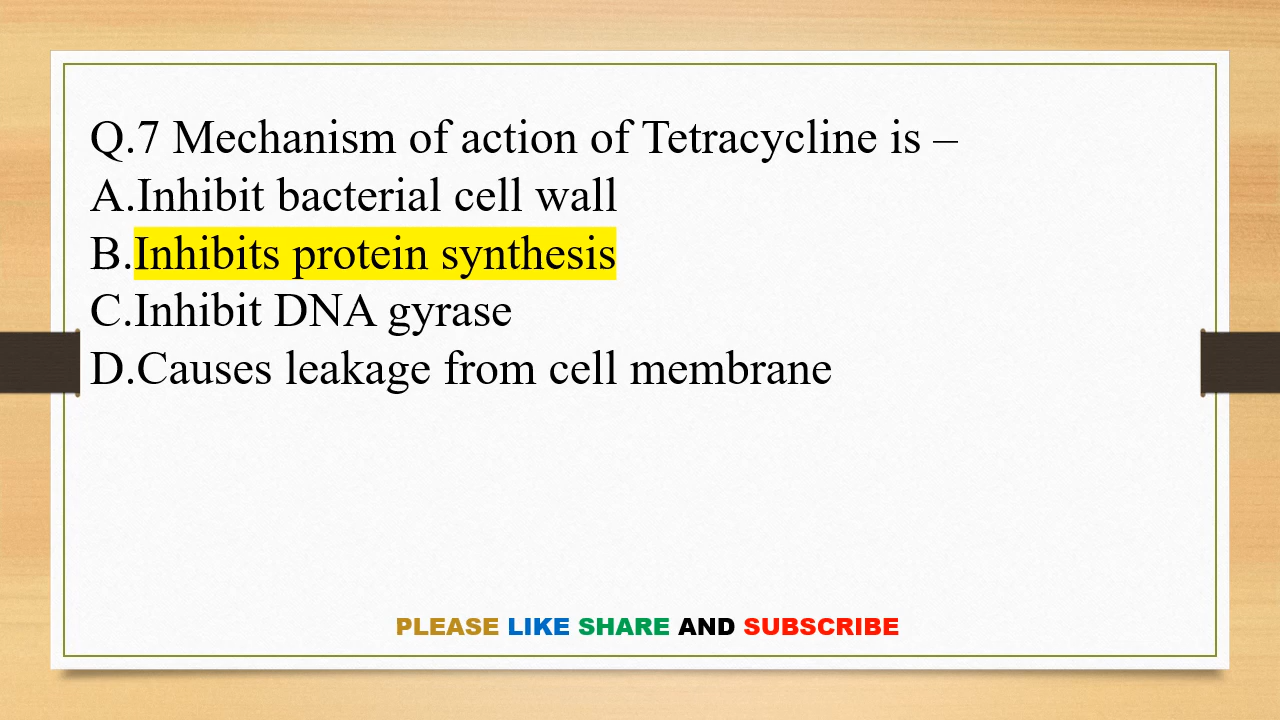 Q.7 Mechanism of action of Tetracycline is –
A.Inhibit bacterial cell wall
B.Inhibits protein synthesis
C.Inhibit DNA gyrase
D.Causes leakage from cell membrane
PLEASE LIKE SHARE AND SUBSCRIBE